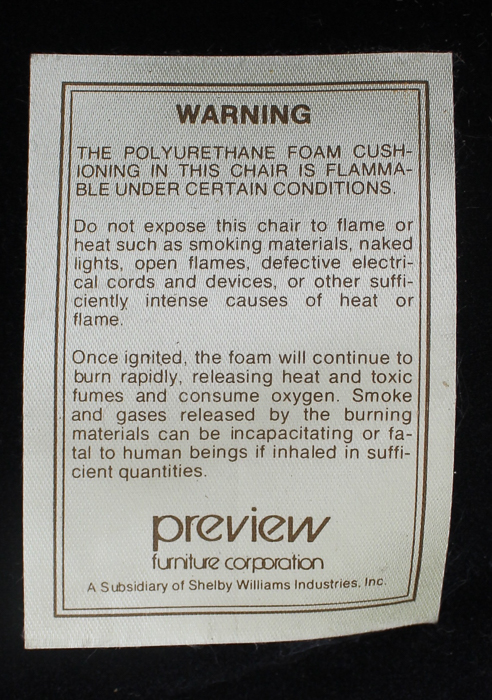 WARNING
THE POLYURETHANE FOAM CUSH-
IONING IN THIS CHAIR IS FLAMMA-
BLE UNDER CERTAIN CONDITIONS.
Do not expose this chair to flame or
heat such as smoking materials, naked
lights, open flames, defective electri-
cal cords and devices, or other suffi-
ciently intense causes of heat or
flame.
Once ignited, the foam will continue to
burn rapidly, releasing heat and toxic
fumes and consume oxygen. Smoke
and gases released by the burning
materials can be incapacitating or fa-
tal to human beings if inhaled in suffi-
cient quantities.
preview
furniture corporation
A Subsidiary of Shelby Williams Industries, Inc.